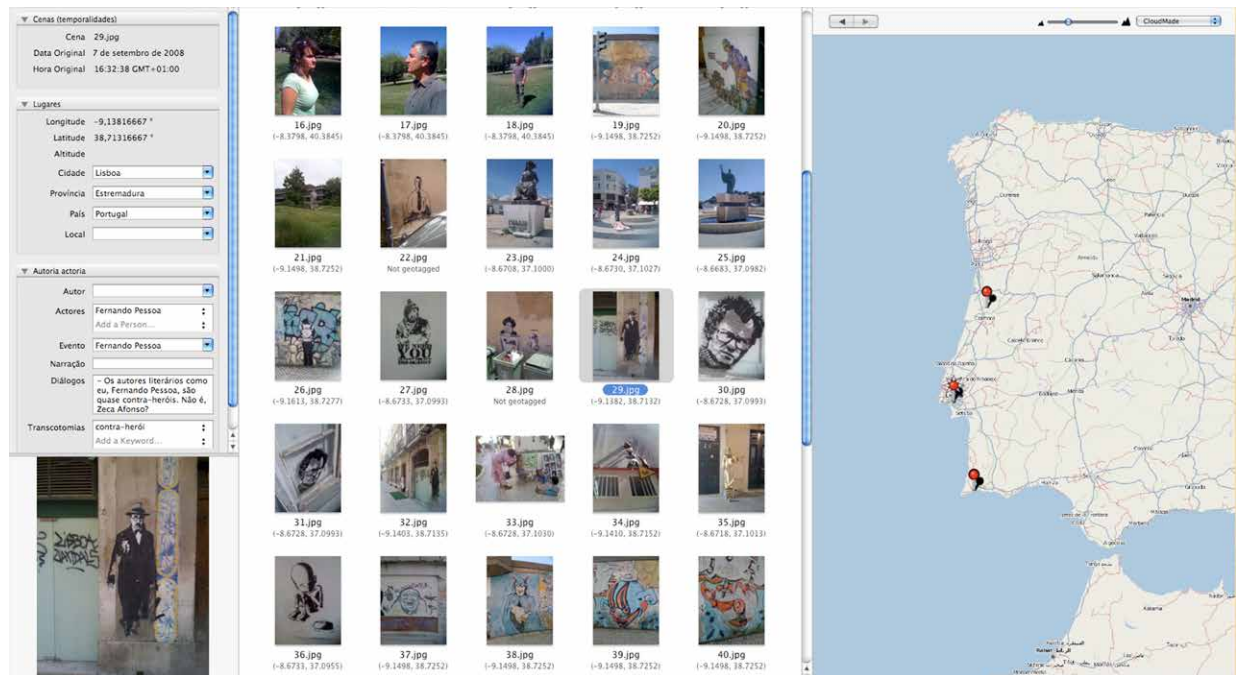 Cenas (temporalidades)
Cena 29.jpg
Data Original 7 de setembro de 2008
Hora Original 16:32:38 GMT+01:00
Lugares
Longitude -9,13816667 °
Latitude 38,71316667 °
Altitude
Cidade Lisboa
Província Estremadura
País Portugal
Local
Autoria actoria
Autor
Actores Fernando Pessoa
Add a Person...
Evento Fernando Pessoa
Narração
Diálogos – Os autores literários como
eu, Fernando Pessoa, são
quase contra-heróis. Não é,
Zeca Afonso?
Transcotomias contra-herói
Add a Keyword...
16.jpg 17.jpg 18.jpg 19.jpg 20.jpg
(-8.3798, 40.3845) (-8.3798, 40.3845) (-8.3798, 40.3845) (-9.1498, 38.7252) (-9.1498, 38.7252)
21.jpg 22.jpg 23.jpg 24.jpg 25.jpg
(-9.1498, 38.7252) Not geotagged (-8.6708, 37.1000) (-8.6730, 37.1027) (-8.6683, 37.0982)
26.jpg 27.jpg 28.jpg 29.jpg 30.jpg
(-9.1613, 38.7277) (-8.6733, 37.0993) Not geotagged (-9.1382, 38.7132) (-8.6728, 37.0993)
31.jpg 32.jpg 33.jpg 34.jpg 35.jpg
(-8.6728, 37.0993) (-9.1403, 38.7135) (-8.6728, 37.1030) (-9.1410, 38.7152) (-8.6718, 37.1013)
36.jpg 37.jpg 38.jpg 39.jpg 40.jpg
(-8.6733, 37.0955) (-9.1498, 38.7252) (-9.1498, 38.7252) (-9.1498, 38.7252) (-9.1498, 38.7252)
YOU
CloudMade
Madrid
Salamanca
Coimbra